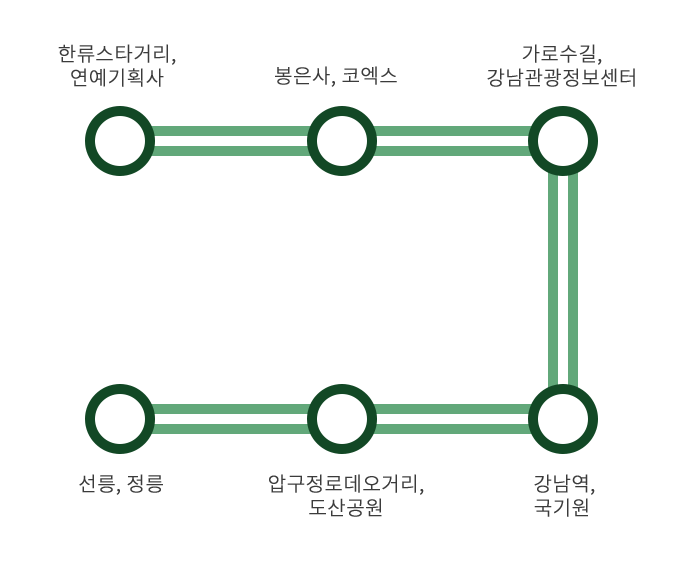 한류스타거리,
연예기획사
봉은사, 코엑스
가로수길,
강남관광정보센터
선릉, 정릉
압구정로데오거리,
도산공원
강남역,
국기원